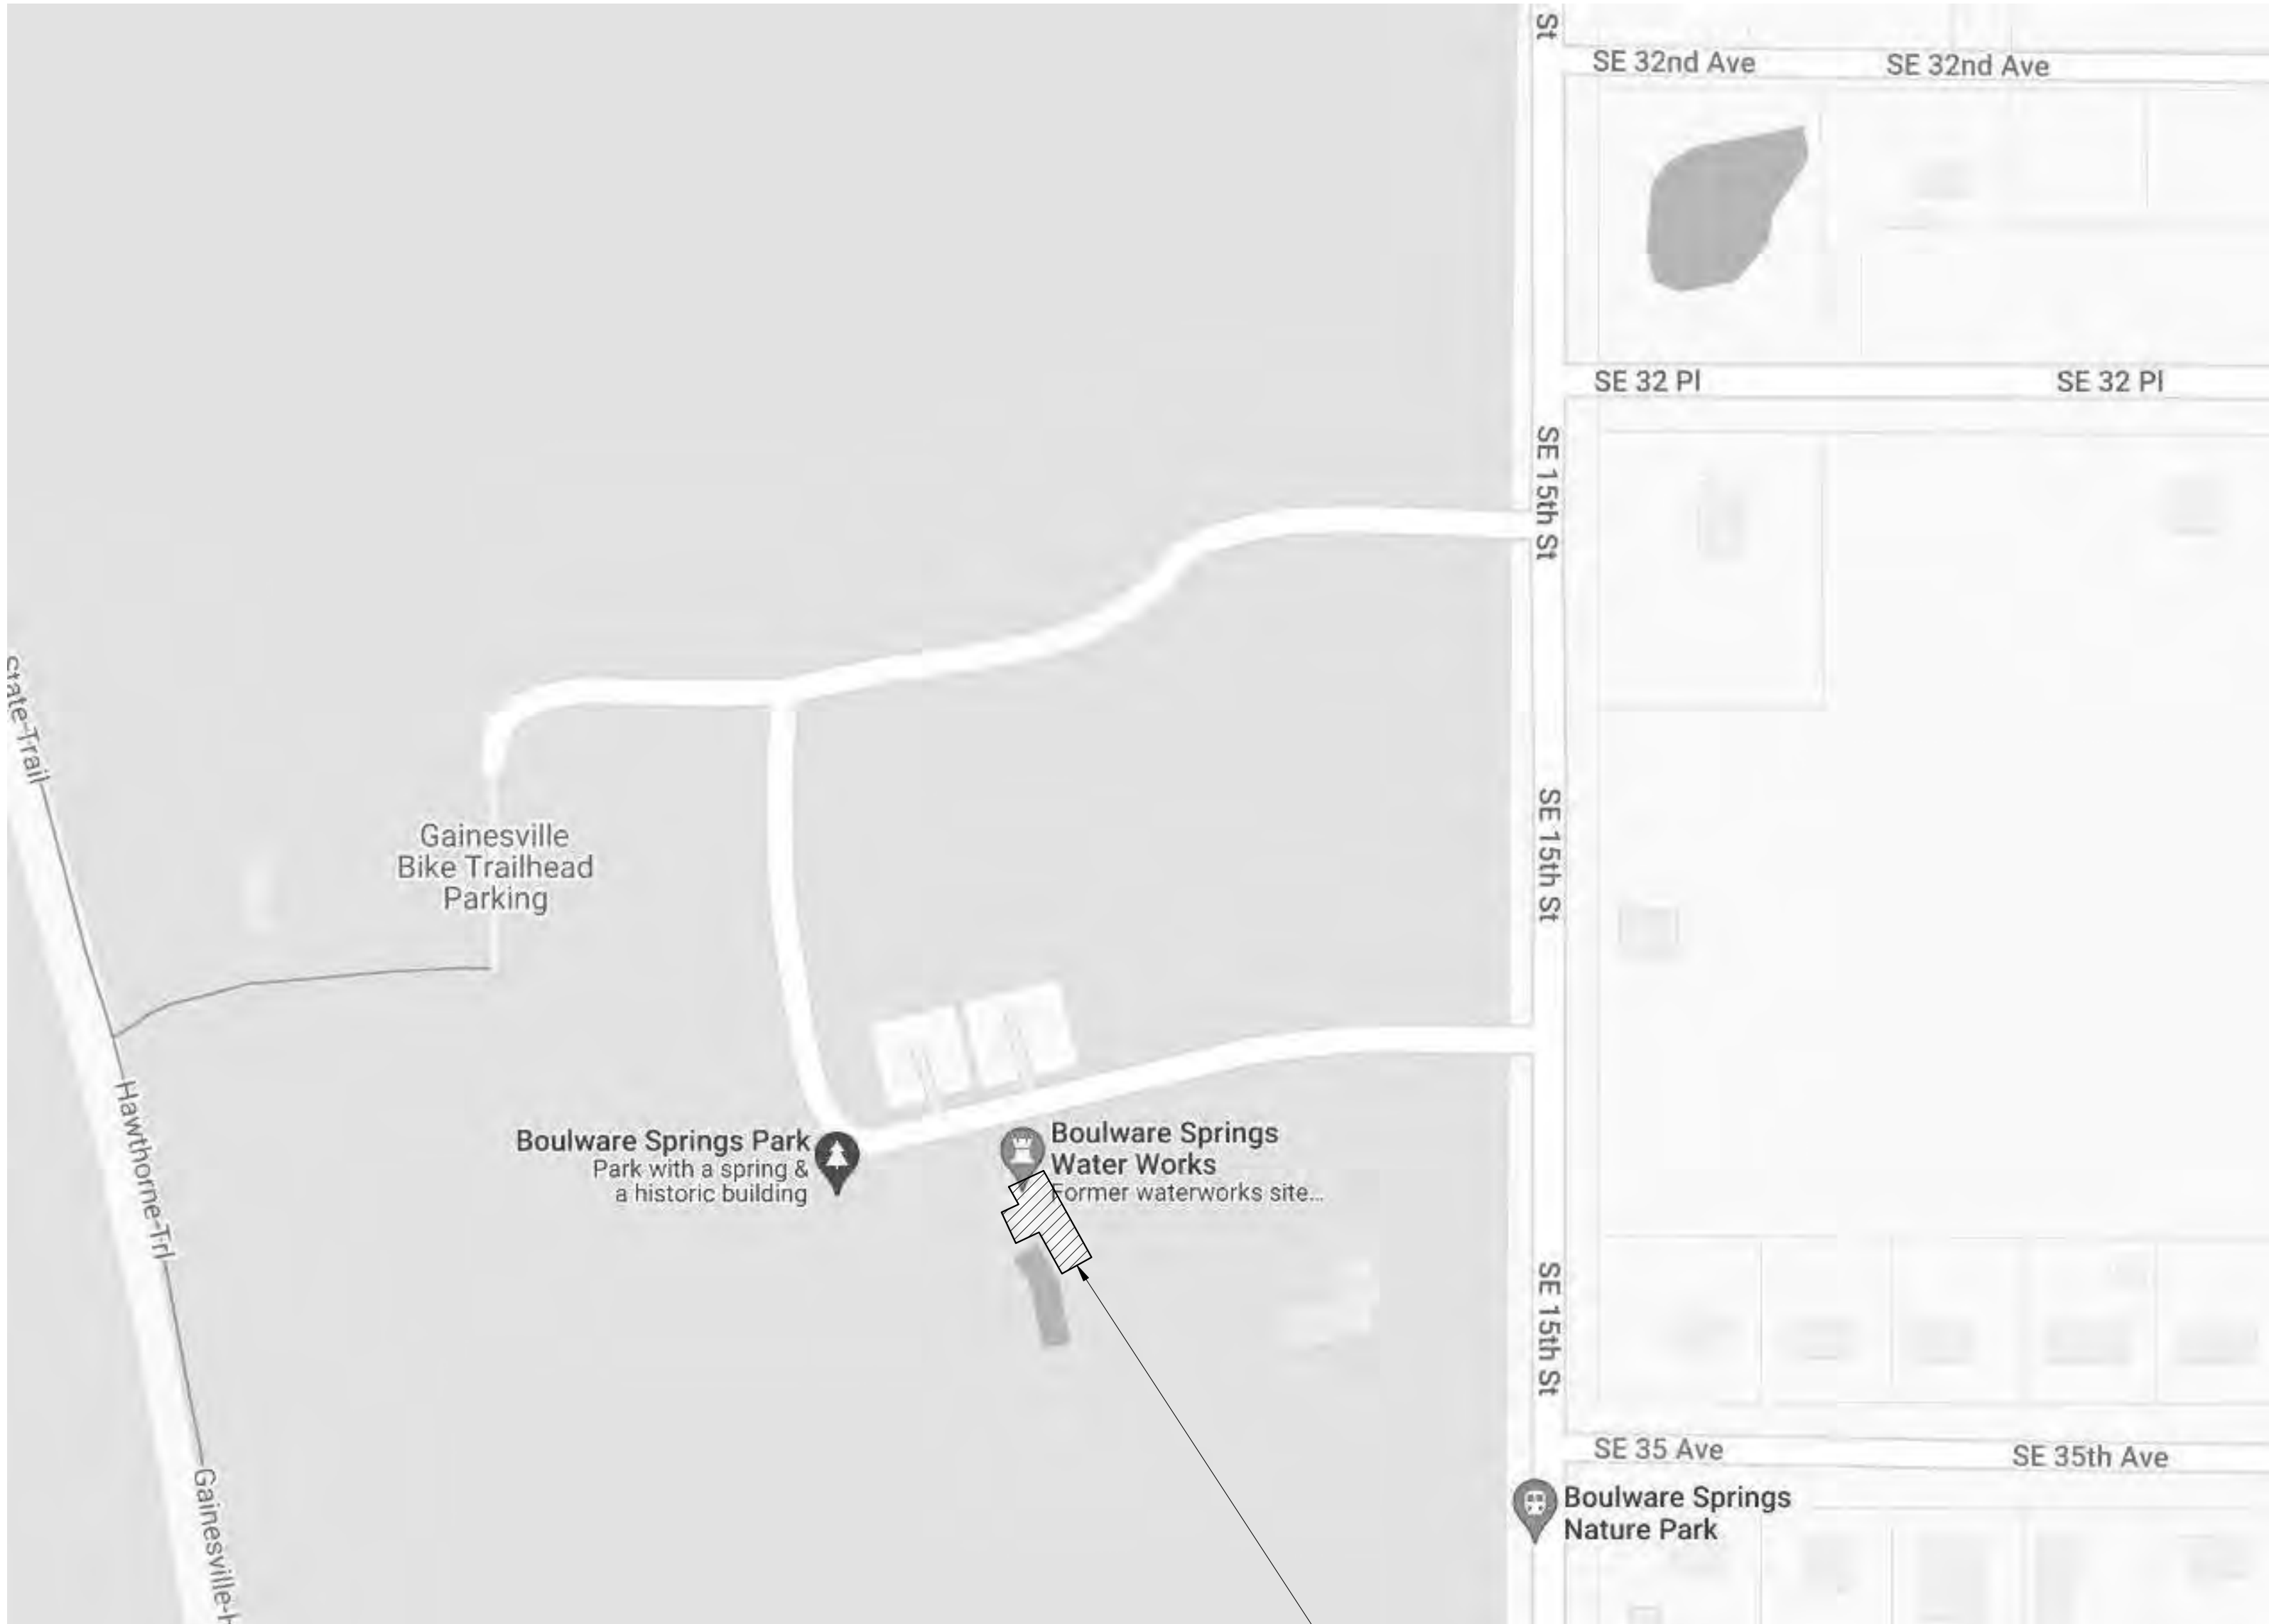 St
SE 32nd Ave
SE 32nd Ave
SE 32 Pl
SE 32 Pl
SE 15th St
State-Trail
SE 15th St
Gainesville
Bike Trailhead
Parking
Hawthorne-Trl
Boulware Springs Park
Park with a spring &
a historic building
Boulware Springs
Water Works
Former waterworks site...
SE 15th St
SE 35 Ave
SE 35th Ave
Gainesville-H
Boulware Springs
Nature Park